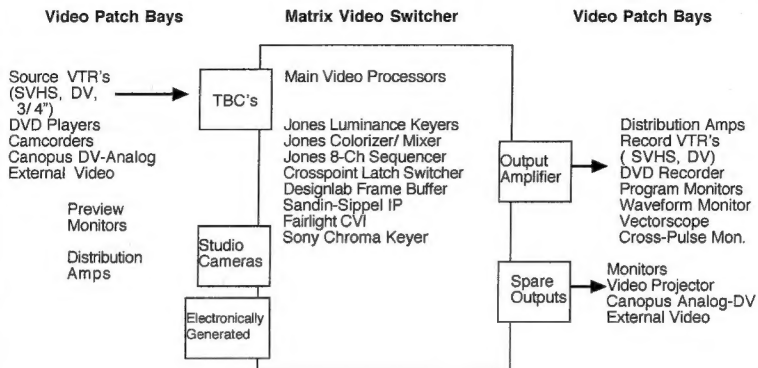 Video Patch Bays
Matrix Video Switcher
Video Patch Bays
Source VTR's
(SVHS, DV,
3/4")
DVD Players
Camcorders
Canopus DV-Analog
External Video
Preview
Monitors
Distribution
Amps
TBC's
Studio
Cameras
Electronically
Generated
Main Video Processors
Jones Luminance Keyers
Jones Colorizer/ Mixer
Jones 8-Ch Sequencer
Crosspoint Latch Switcher
Designlab Frame Buffer
Sandin-Sippel IP
Fairlight CVI
Sony Chroma Keyer
Output
Amplifier
Spare
Outputs
Distribution Amps
Record VTR's
( SVHS, DV)
DVD Recorder
Program Monitors
Waveform Monitor
Vectorscope
Cross-Pulse Mon.
Monitors
Video Projector
Canopus Analog-DV
External Video